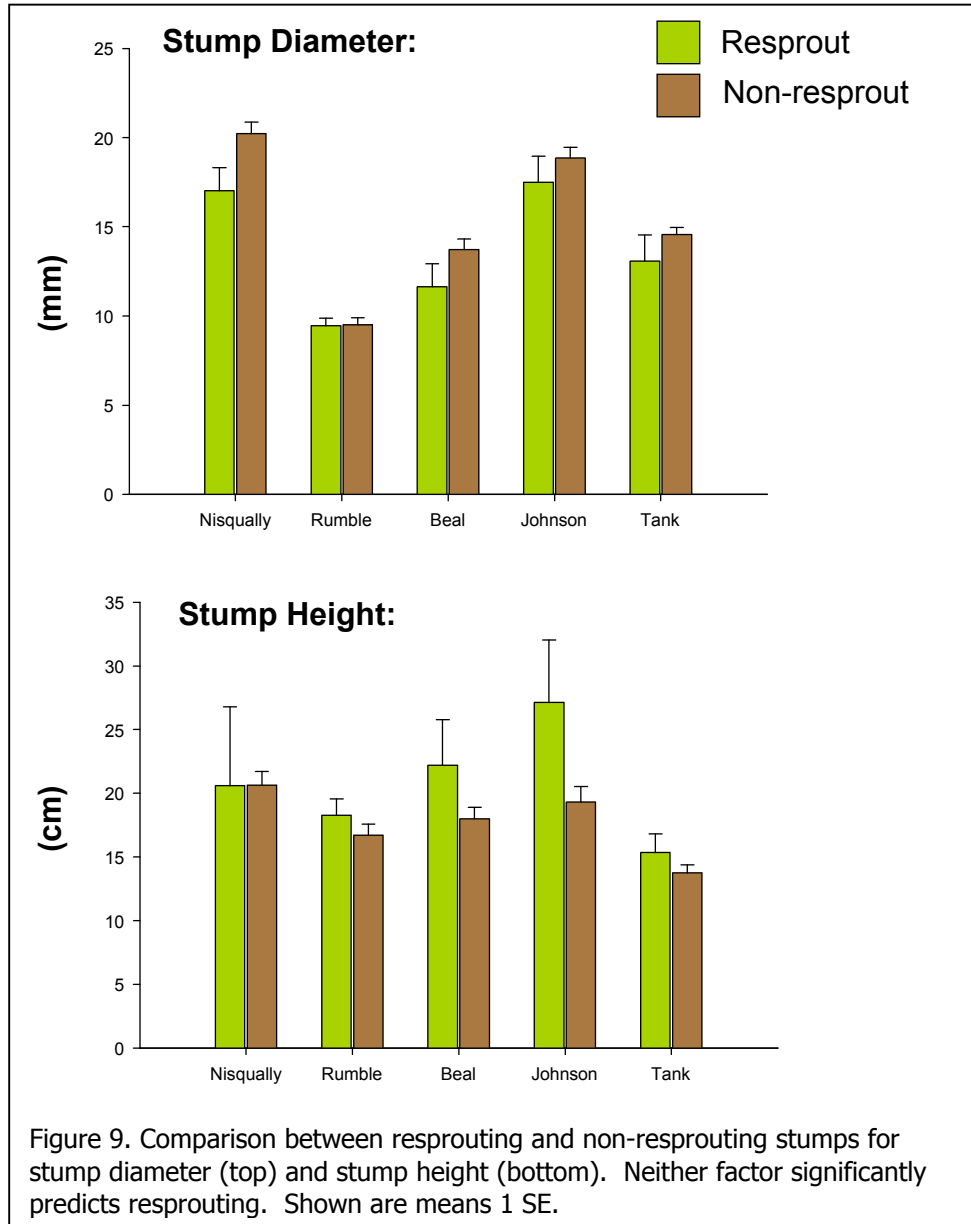 Stump Diameter:
Resprout
Non-resprout
25
20
15
10
5
0
(mm)
Nisqually Rumble Beal Johnson Tank
Stump Height:
35
30
25
20
15
10
5
0
(cm)
Nisqually Rumble Beal Johnson Tank
Figure 9. Comparison between resprouting and non-resprouting stumps for
stump diameter (top) and stump height (bottom).  Neither factor significantly
predicts resprouting.  Shown are means 1 SE.